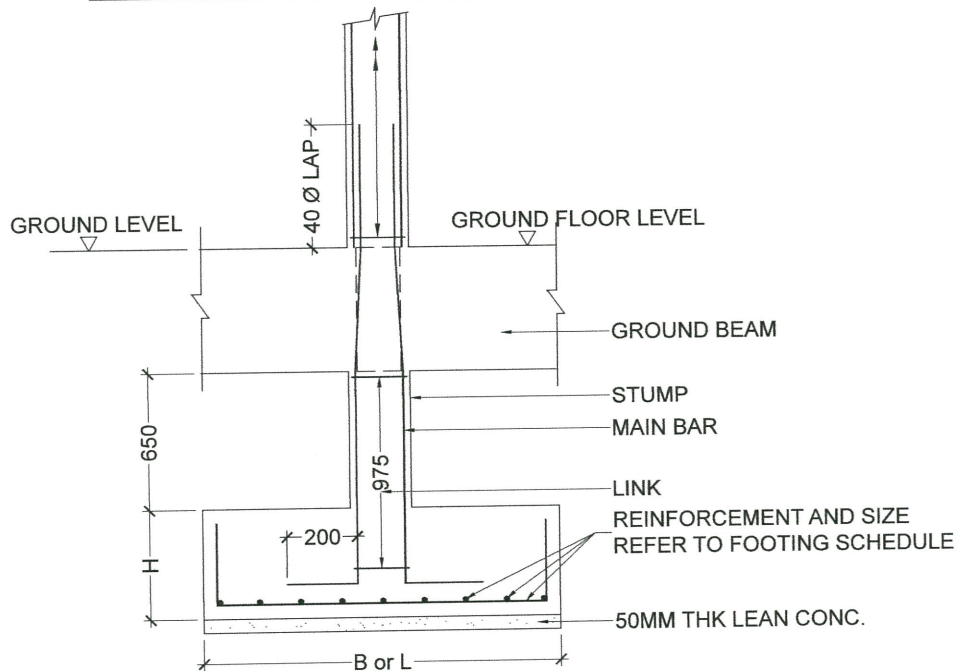 40 Ø LAP
GROUND LEVEL
GROUND FLOOR LEVEL
GROUND BEAM
STUMP
MAIN BAR
650
975
LINK
200
REINFORCEMENT AND SIZE
REFER TO FOOTING SCHEDULE
H
50MM THK LEAN CONC.
B or L